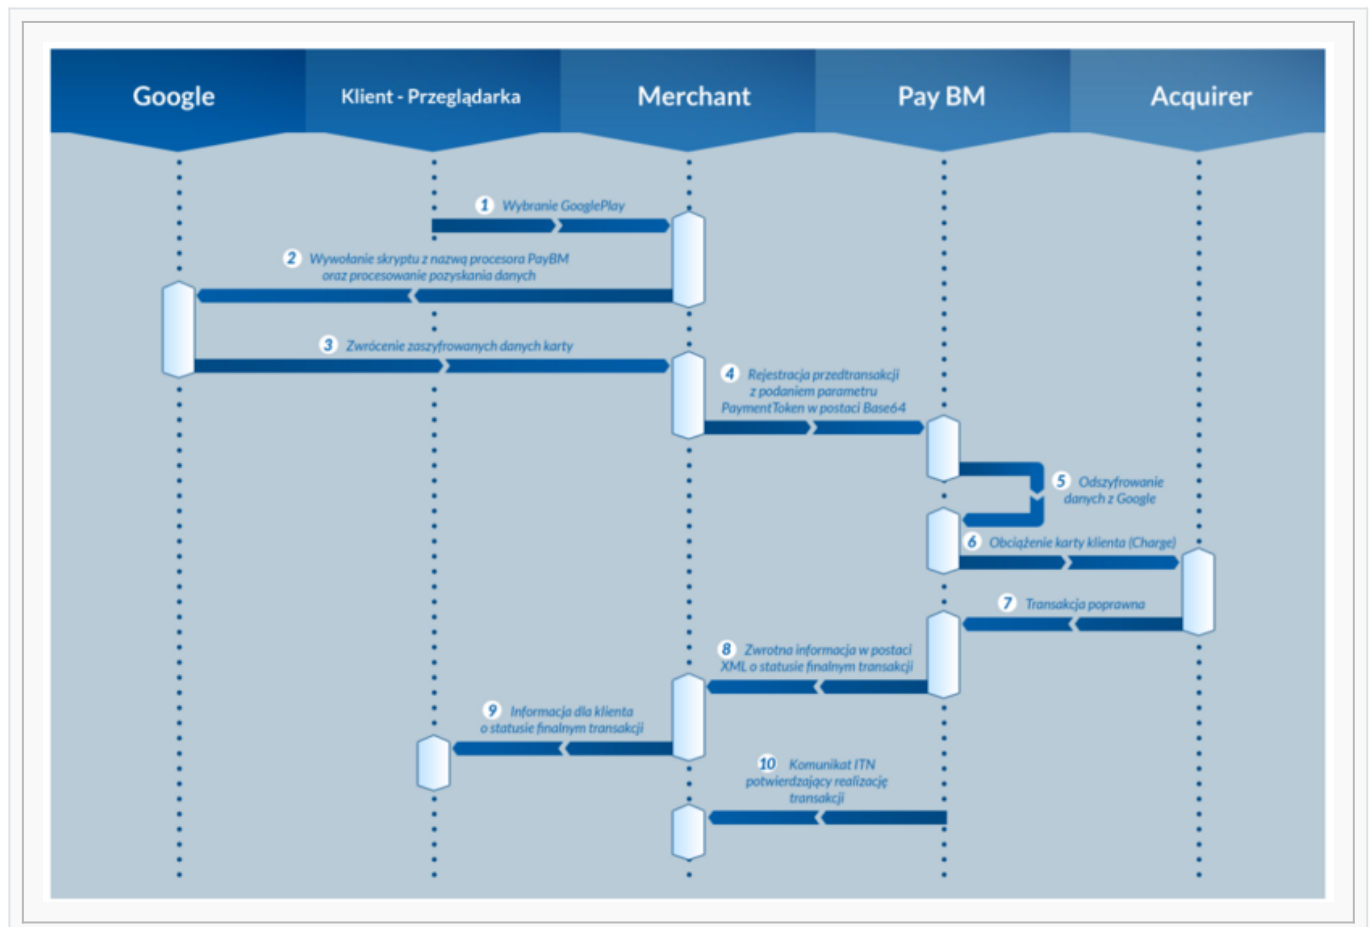 Google
Klient - Przeglądarka
Merchant
Pay BM
Acquirer
1 Wybranie GooglePlay
2 Wywołanie skryptu z nazwą procesora PayBM
oraz procesowanie pozyskania danych
3 Zwrócenie zaszyfrowanych danych karty
4 Rejestracja przedtransakcji
z podaniem parametru
PaymentToken w postaci Base64
5 Odszyfrowanie
danych z Google
6 Obciążenie karty klienta (Charge)
7 Transakcja poprawna
8 Zwrotna informacja w postaci
XML o statusie finalnym transakcji
9 Informacja dla klienta
o statusie finalnym transakcji
10 Komunikat ITN
potwierdzający realizację
transakcji